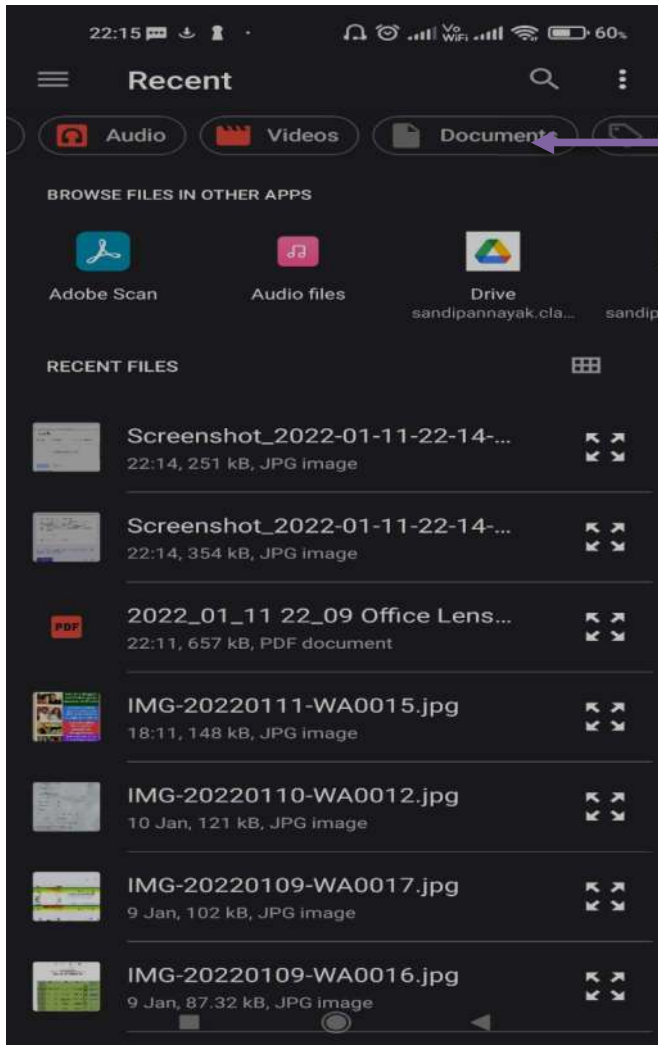 22:15 Vo WiFi 60%
Recent
Audio Videos Documents
BROWSE FILES IN OTHER APPS
Adobe Scan Audio files Drive
sandipannayak.cla... sandip
RECENT FILES
Screenshot_2022-01-11-22-14-...
22:14, 251 kB, JPG image
Screenshot_2022-01-11-22-14-...
22:14, 354 kB, JPG image
PDF
2022_01_11 22_09 Office Lens...
22:11, 657 kB, PDF document
IMG-20220111-WA0015.jpg
18:11, 148 kB, JPG image
IMG-20220110-WA0012.jpg
10 Jan, 121 kB, JPG image
IMG-20220109-WA0017.jpg
9 Jan, 102 kB, JPG image
IMG-20220109-WA0016.jpg
9 Jan, 87.32 kB, JPG image